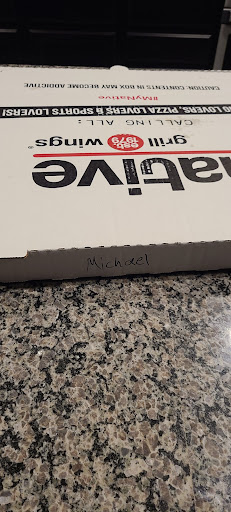 native
grill est 1979 wings®
CALLING ALL:
LOVERS, PIZZA LOVERS & SPORTS LOVERS!
#MyNative
CAUTION: CONTENTS IN BOX MAY BECOME ADDICTIVE
Michael